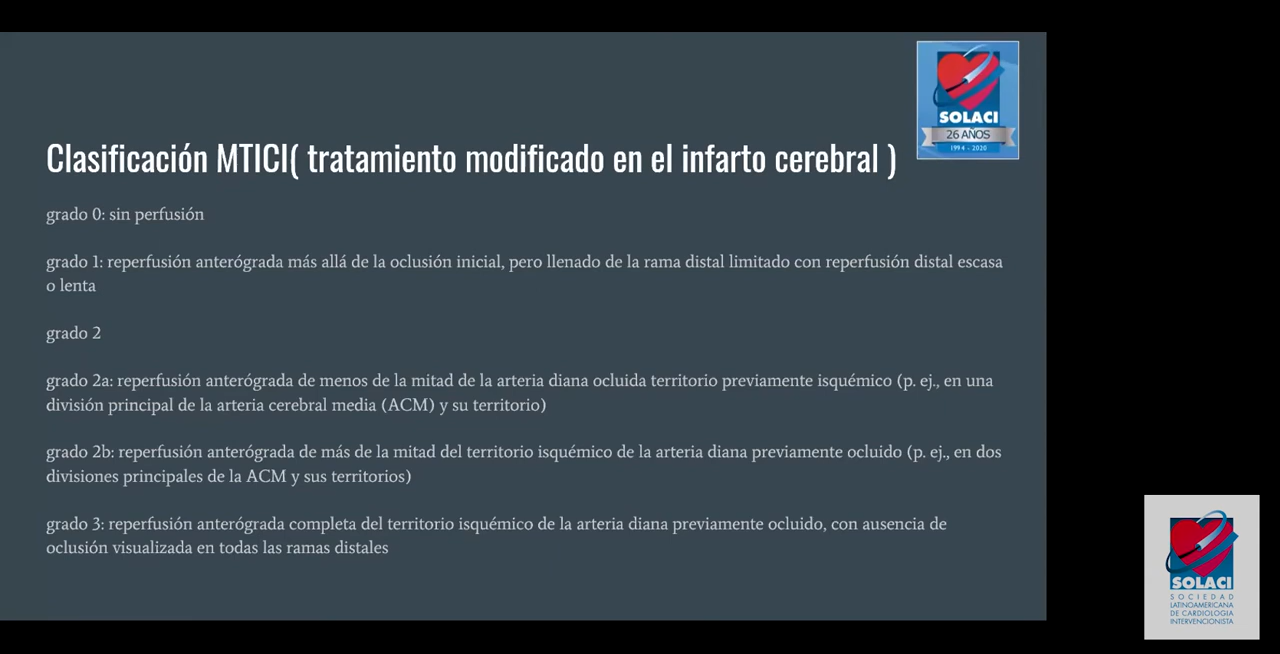 SOLACI
26 AÑOS
1994 - 2020
Clasificación MTICI( tratamiento modificado en el infarto cerebral )
grado 0: sin perfusión
grado 1: reperfusión anterógrada más allá de la oclusión inicial, pero llenado de la rama distal limitado con reperfusión distal escasa
o lenta
grado 2
grado 2a: reperfusión anterógrada de menos de la mitad de la arteria diana ocluida territorio previamente isquémico (p. ej., en una
división principal de la arteria cerebral media (ACM) y su territorio)
grado 2b: reperfusión anterógrada de más de la mitad del territorio isquémico de la arteria diana previamente ocluido (p. ej., en dos
divisiones principales de la ACM y sus territorios)
grado 3: reperfusión anterógrada completa del territorio isquémico de la arteria diana previamente ocluido, con ausencia de
oclusión visualizada en todas las ramas distales
SOLACI
SOCIEDAD
LATINOAMERICANA
DE CARDIOLOGIA
INTERVENCIONISTA